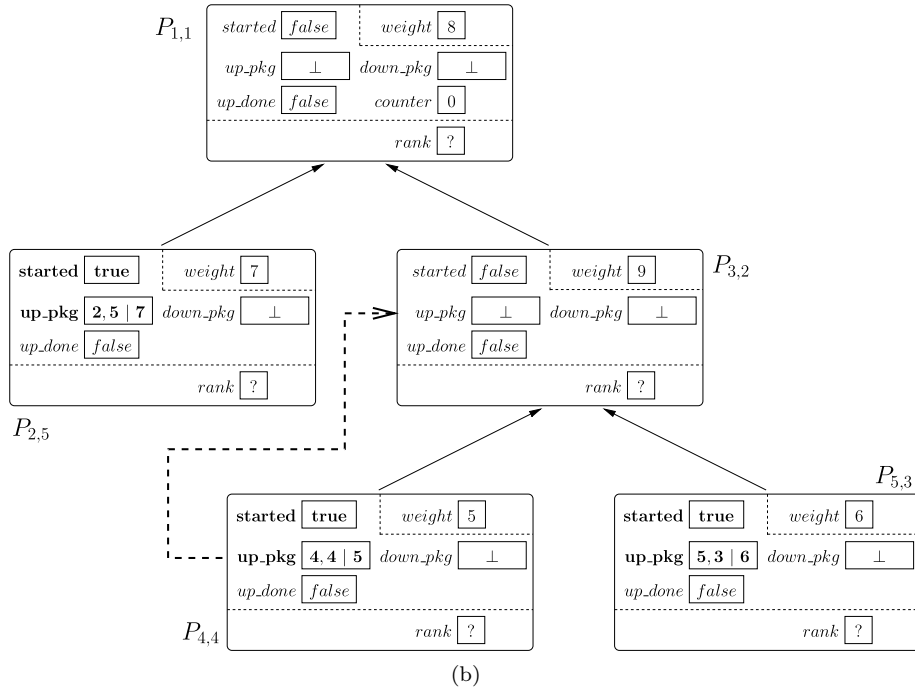 P1,1
started false weight 8
up_pkg ⊥ down_pkg ⊥
up_done false counter 0
rank ?
started true weight 7
up_pkg 2, 5 | 7 down_pkg ⊥
up_done false
rank ?
P2,5
started false weight 9
up_pkg ⊥ down_pkg ⊥
up_done false
rank ?
P3,2
started true weight 5
up_pkg 4, 4 | 5 down_pkg ⊥
up_done false
rank ?
P4,4
P5,3
started true weight 6
up_pkg 5, 3 | 6 down_pkg ⊥
up_done false
rank ?
(b)